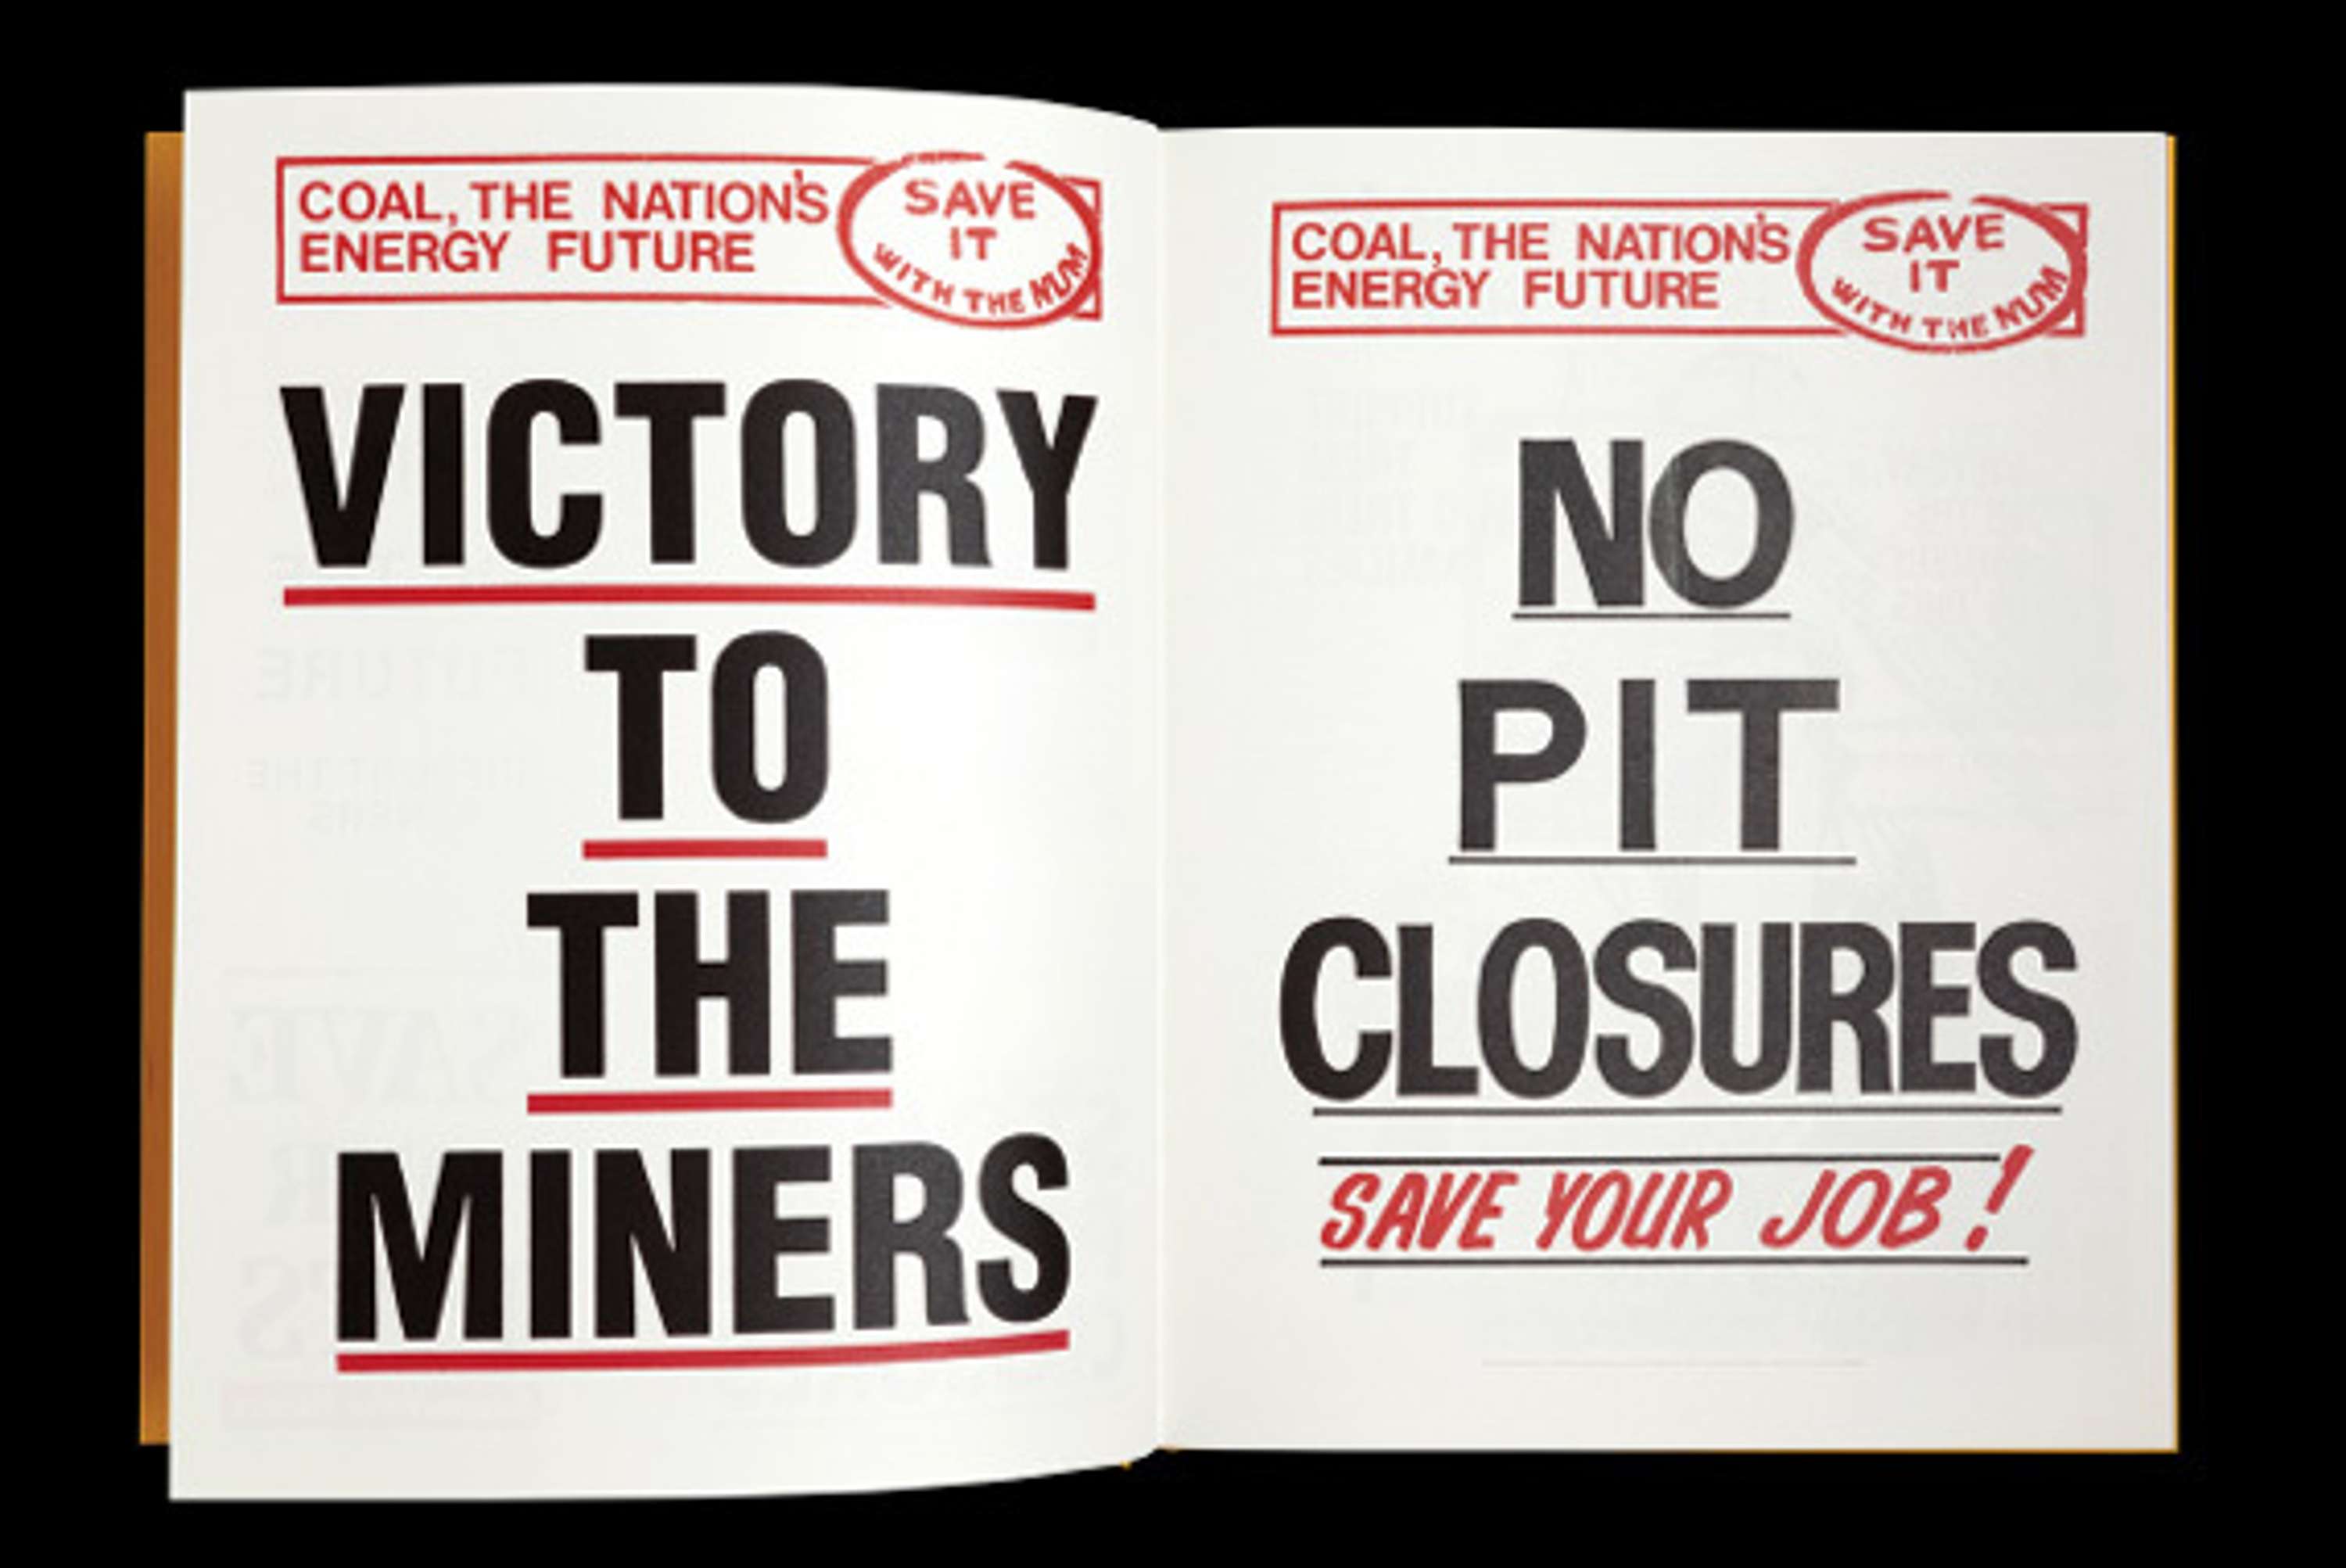 COAL, THE NATION'S
ENERGY FUTURE
SAVE
IT
WITH THE NUM
VICTORY
TO
THE
MINERS
COAL, THE NATION'S
ENERGY FUTURE
SAVE
IT
WITH THE NUM
NO
PIT
CLOSURES
SAVE YOUR JOB!